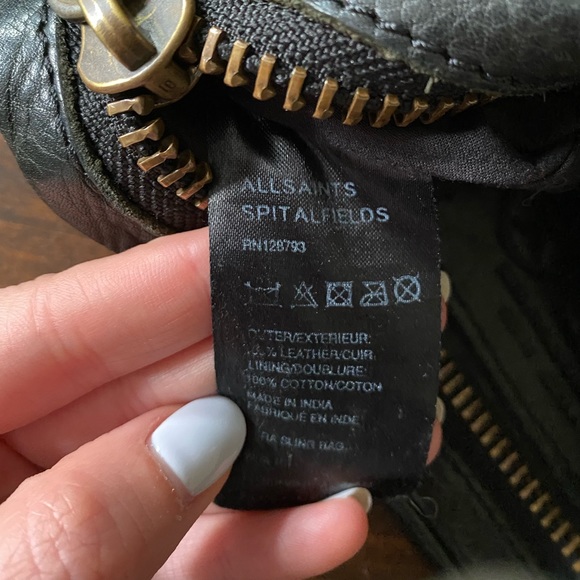 ALLSAINTS
SPITALFIELDS
RN128793
OUTER/EXTERIEUR:
LEATHER/CUIR
LINING/DOUBLURE:
100% COTTON/COTON
MADE IN INDIA
FABRIQUÉ EN INDE
SLING BAG